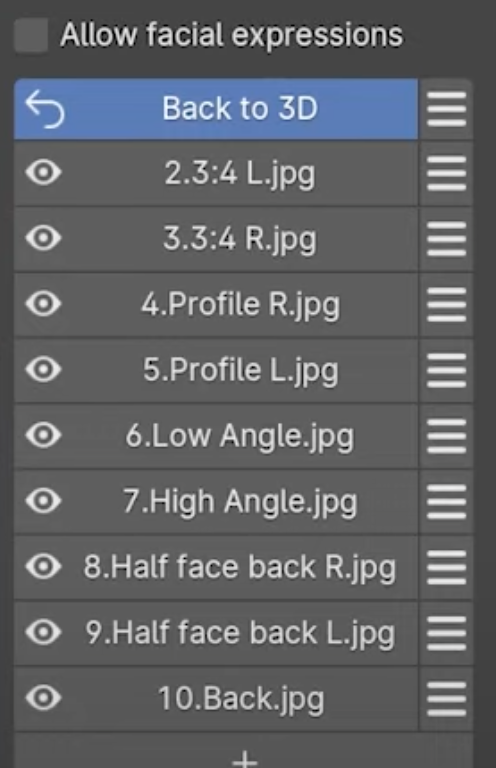 Allow facial expressions
Back to 3D
2.3:4 L.jpg
3.3:4 R.jpg
4.Profile R.jpg
5.Profile L.jpg
6.Low Angle.jpg
7.High Angle.jpg
8.Half face back R.jpg
9.Half face back L.jpg
10.Back.jpg
+